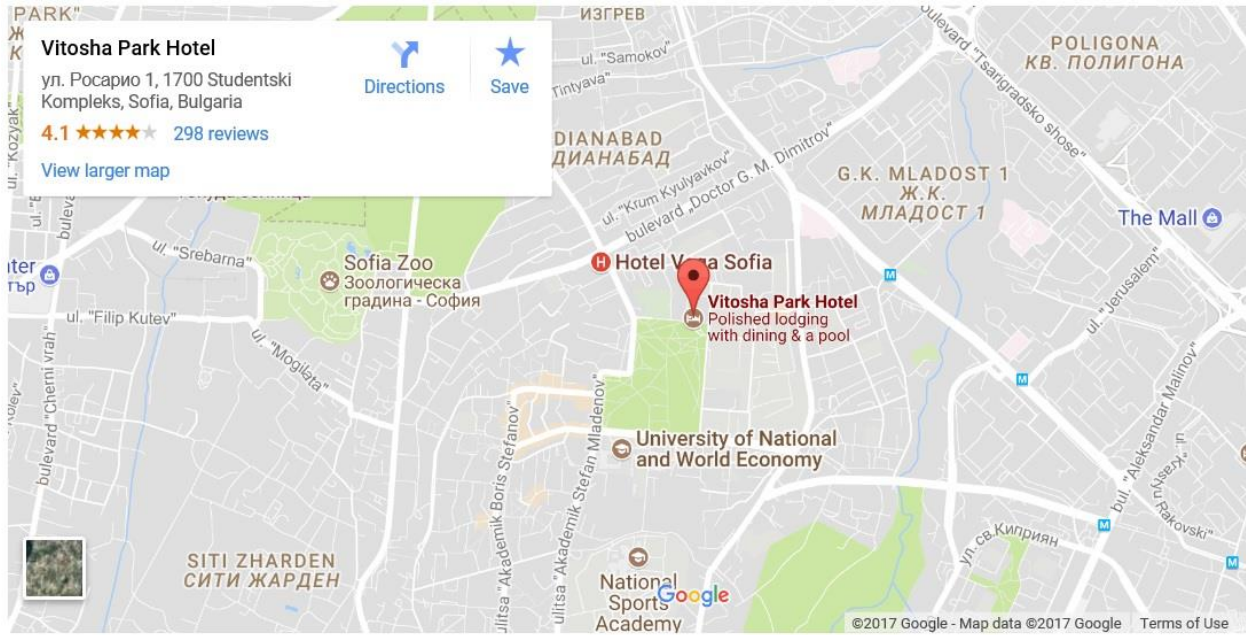 Vitosha Park Hotel
ул. Росарио 1, 1700 Studentski
Kompleks, Sofia, Bulgaria
4.1
298 reviews
View larger map
Directions
Save
PARK"
ИЗГРЕВ
ul. "Samokov"
Tintyava"
bulevard "Tsarigradsko shose"
POLIGONA
КВ. ПОЛИГОНА
ul. "Kozyak"
DIANABAD
ДИАНАБАД
ul. "Krum Kyulyavkov"
bulevard „Doctor G. M. Dimitrov"
G.K. MLADOST 1
Ж.К.
МЛАДОСТ 1
The Mall
ul. "Srebarna"
Sofia Zoo
Зоологическа
градина - София
Hotel Vega Sofia
Vitosha Park Hotel
Polished lodging
with dining & a pool
ul. "Filip Kutev"
ul. "Mogilata"
bulevard "Cherni vrah"
ul. "Jerusalem"
University of National
and World Economy
ulitsa "Akademik Boris Stefanov"
ulitsa "Akademik Stefan Mladenov"
bul. "Aleksandar Malinov"
ul. "Krastyn Rakovski"
ул. св. Киприян
SITI ZHARDEN
СИТИ ЖАРДЕН
National
Sports
Academy
Google
©2017 Google - Map data ©2017 Google
Terms of Use